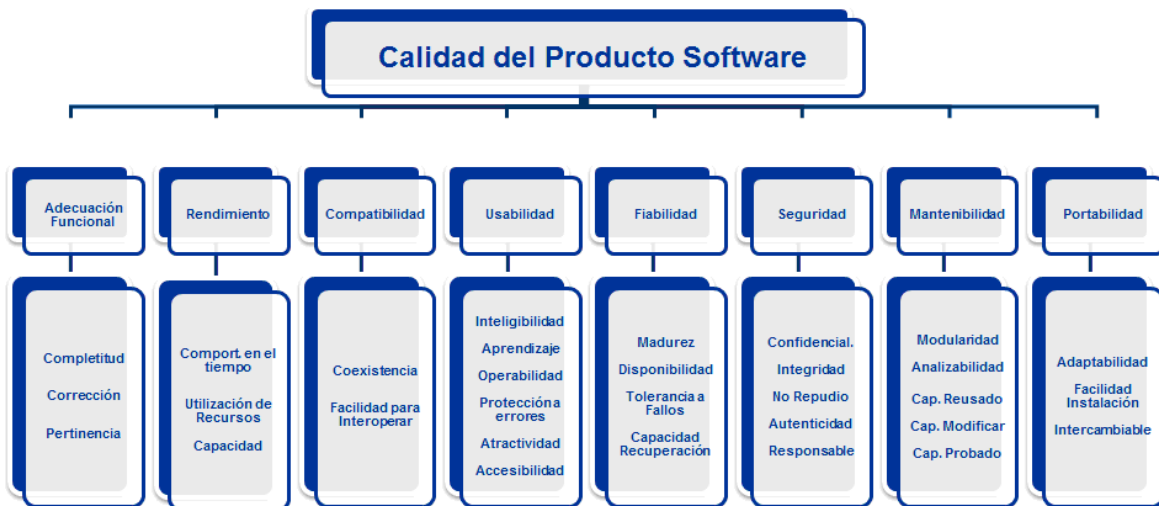 Calidad del Producto Software
Adecuación
Funcional
Rendimiento
Compatibilidad
Usabilidad
Fiabilidad
Seguridad
Mantenibilidad
Portabilidad
Completitud
Corrección
Pertinencia
Comport. en el
tiempo
Utilización de
Recursos
Capacidad
Coexistencia
Facilidad para
Interoperar
Inteligibilidad
Aprendizaje
Operabilidad
Protección a
errores
Atractividad
Accesibilidad
Madurez
Disponibilidad
Tolerancia a
Fallos
Capacidad
Recuperación
Confidencial.
Integridad
No Repudio
Autenticidad
Responsable
Modularidad
Analizabilidad
Cap. Reusado
Cap. Modificar
Cap. Probado
Adaptabilidad
Facilidad
Instalación
Intercambiable